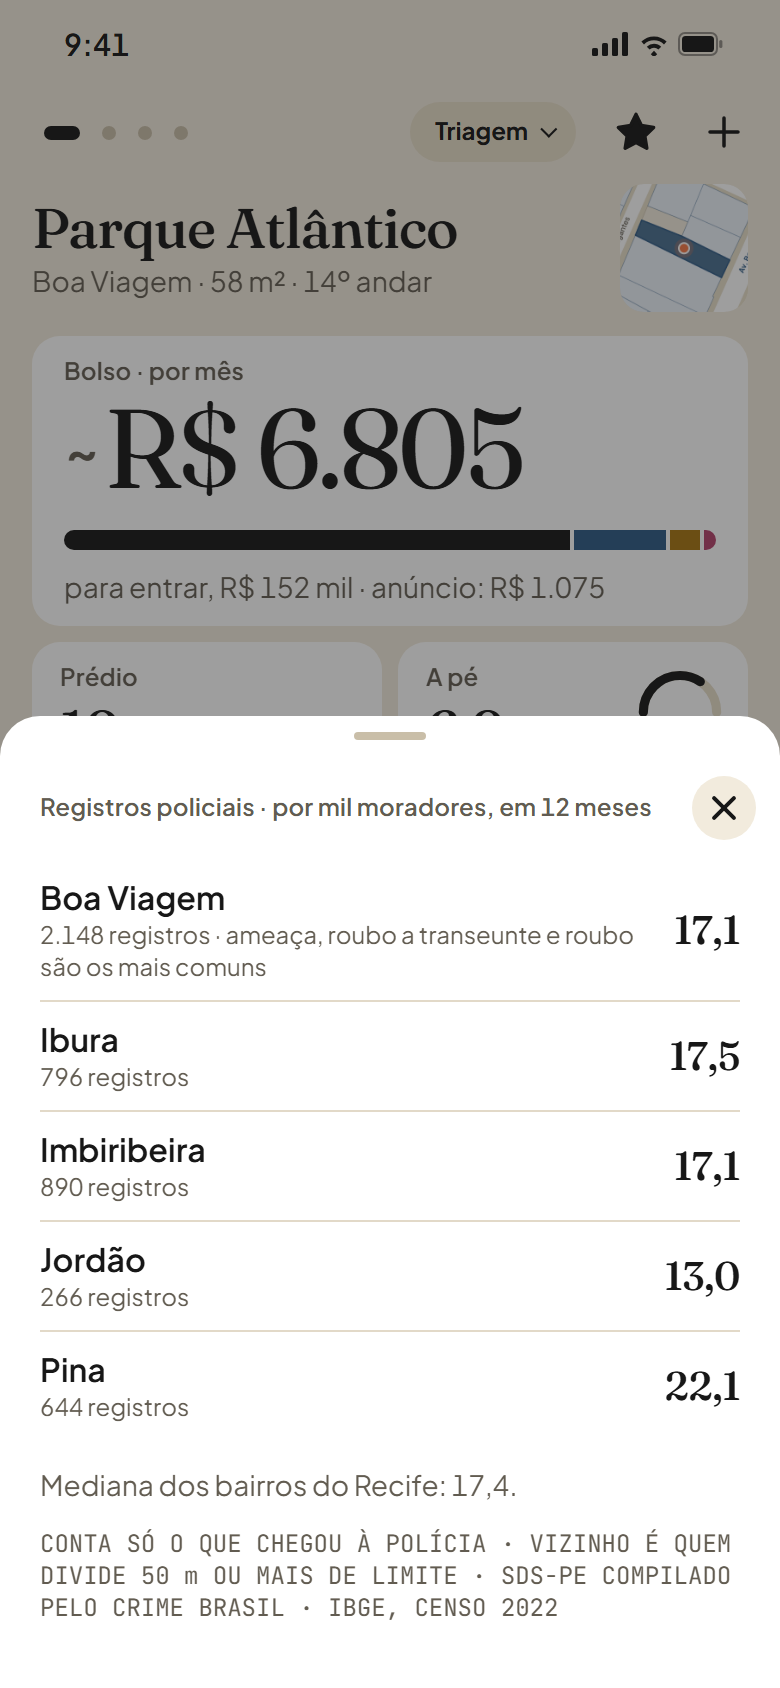 9:41
Triagem
Parque Atlântico
Boa Viagem · 58 m² · 14º andar
Bolso · por mês
~R$ 6.805
para entrar, R$ 152 mil · anúncio: R$ 1.075
Prédio
A pé
Registros policiais · por mil moradores, em 12 meses
Boa Viagem
2.148 registros · ameaça, roubo a transeunte e roubo
são os mais comuns
17,1
Ibura
796 registros
17,5
Imbiribeira
890 registros
17,1
Jordão
266 registros
13,0
Pina
644 registros
22,1
Mediana dos bairros do Recife: 17,4.
CONTA SÓ O QUE CHEGOU À POLÍCIA · VIZINHO É QUEM
DIVIDE 50 m OU MAIS DE LIMITE · SDS-PE COMPILADO
PELO CRIME BRASIL · IBGE, CENSO 2022